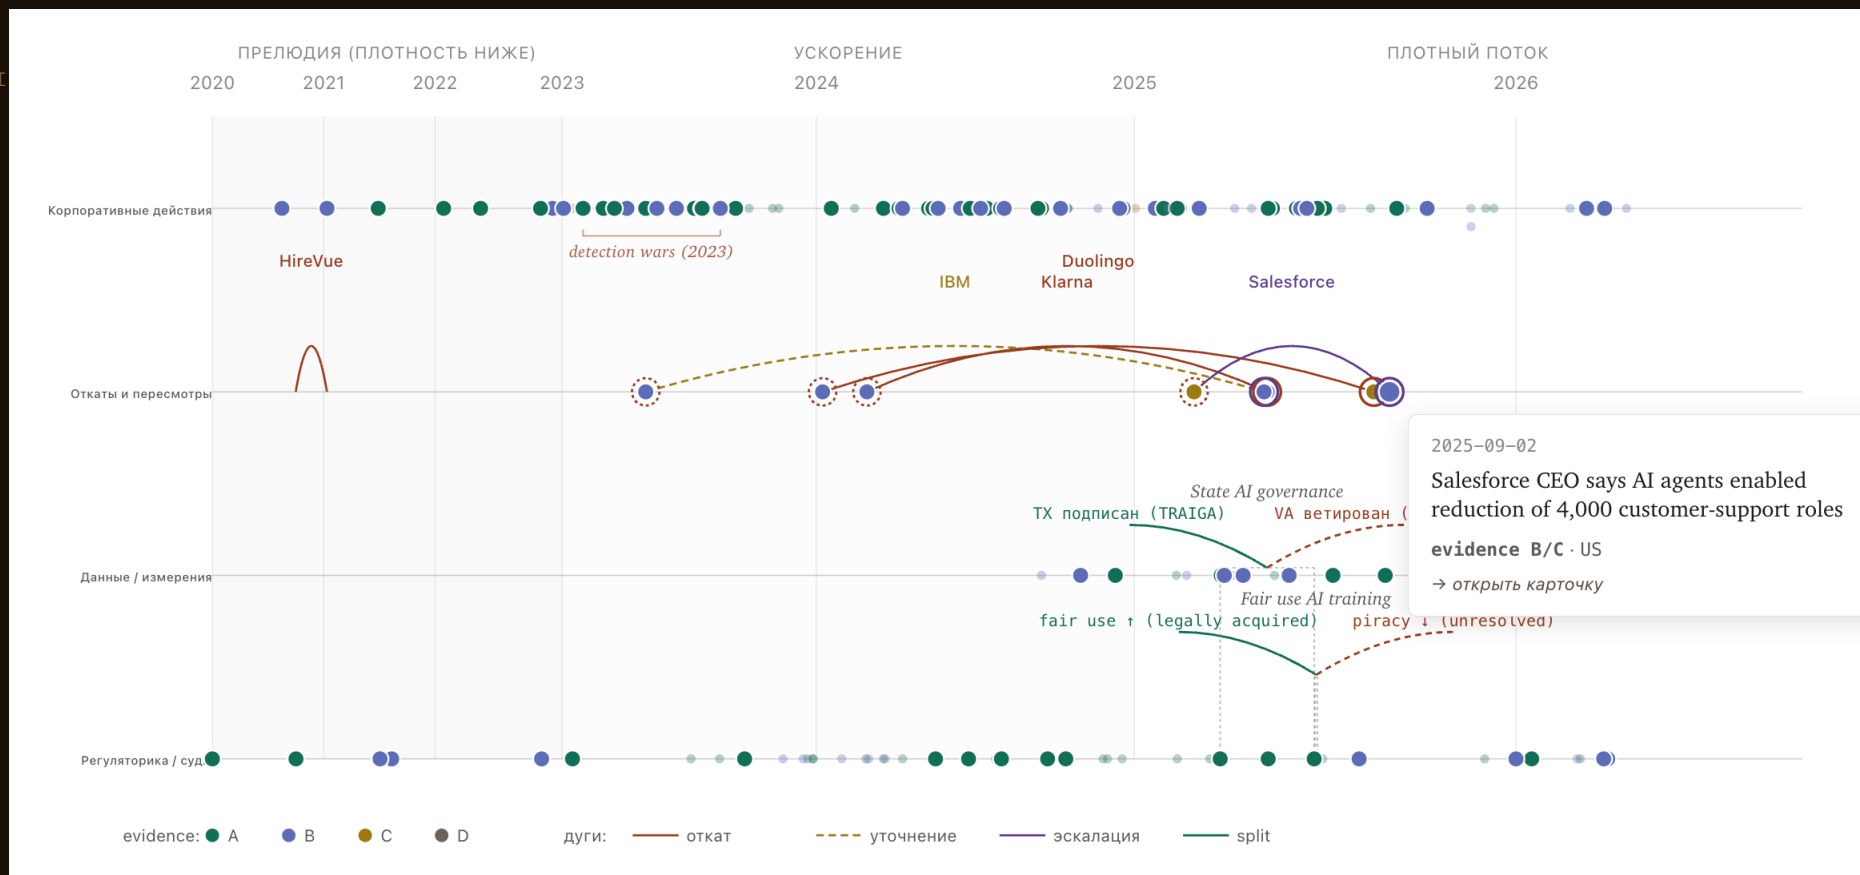 ПРЕЛЮДИЯ (ПЛОТНОСТЬ НИЖЕ) УСКОРЕНИЕ ПЛОТНЫЙ ПОТОК
2020 2021 2022 2023 2024 2025 2026
Корпоративные действия
detection wars (2023)
HireVue Duolingo
IBM Klarna Salesforce
Откаты и пересмотры
2025-09-02
Salesforce CEO says AI agents enabled
reduction of 4,000 customer-support roles
evidence B/C · US
→ открыть карточку
State AI governance
TX подписан (TRAIGA) VA ветирован (
Данные / измерения
Fair use AI training
fair use ↑ (legally acquired) piracy ↓ (unresolved)
Регуляторика / суд
evidence: A B C D дуги: откат уточнение эскалация split